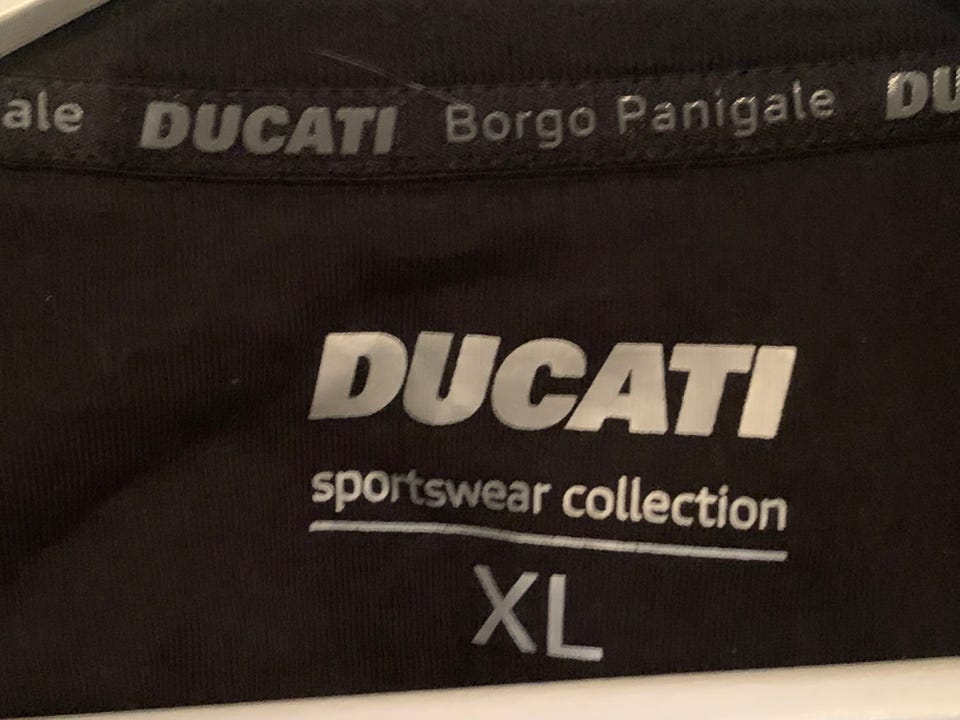 ale DUCATI Borgo Panigale DU
DUCATI
sportswear collection
XL